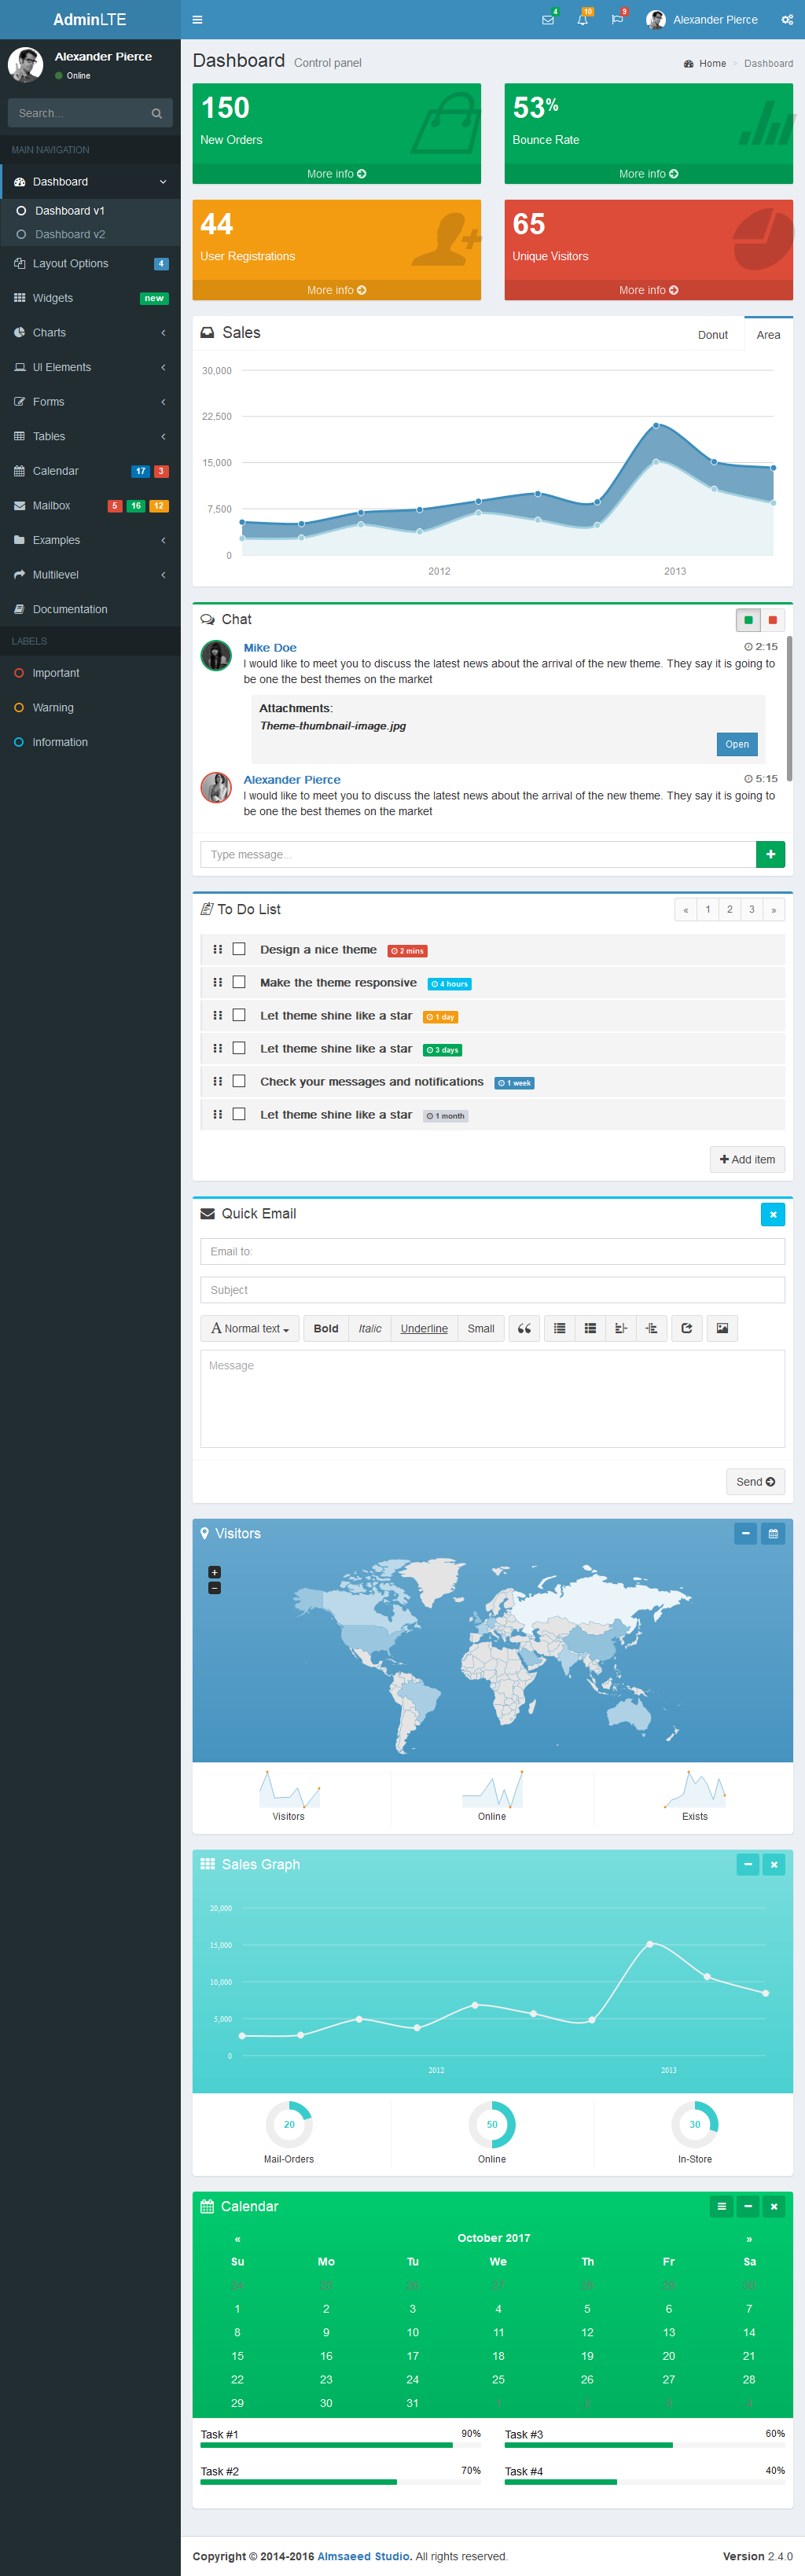 AdminLTE
4
10
9
Alexander Pierce
Alexander Pierce
Online
Search...
MAIN NAVIGATION
Dashboard
Dashboard v1
Dashboard v2
Layout Options 4
Widgets new
Charts
UI Elements
Forms
Tables
Calendar 17 3
Mailbox 5 16 12
Examples
Multilevel
Documentation
LABELS
Important
Warning
Information
Dashboard Control panel
Home > Dashboard
150
New Orders
More info
53%
Bounce Rate
More info
44
User Registrations
More info
65
Unique Visitors
More info
Sales
Donut Area
30,000
22,500
15,000
7,500
0
2012 2013
Chat
Mike Doe 2:15
I would like to meet you to discuss the latest news about the arrival of the new theme. They say it is going to
be one the best themes on the market
Attachments:
Theme-thumbnail-image.jpg
Open
Alexander Pierce 5:15
I would like to meet you to discuss the latest news about the arrival of the new theme. They say it is going to
be one the best themes on the market
Type message...
To Do List
« 1 2 3 »
Design a nice theme 2 mins
Make the theme responsive 4 hours
Let theme shine like a star 1 day
Let theme shine like a star 3 days
Check your messages and notifications 1 week
Let theme shine like a star 1 month
Add item
Quick Email
Email to:
Subject
A Normal text Bold Italic Underline Small
Message
Send
Visitors
+
−
Visitors Online Exists
Sales Graph
20,000
15,000
10,000
5,000
0
2012 2013
20 50 30
Mail-Orders Online In-Store
Calendar
« October 2017 »
Su Mo Tu We Th Fr Sa
24 25 26 27 28 29 30
1 2 3 4 5 6 7
8 9 10 11 12 13 14
15 16 17 18 19 20 21
22 23 24 25 26 27 28
29 30 31 1 2 3 4
Task #1 90%
Task #3 60%
Task #2 70%
Task #4 40%
Copyright © 2014-2016 Almsaeed Studio. All rights reserved.
Version 2.4.0